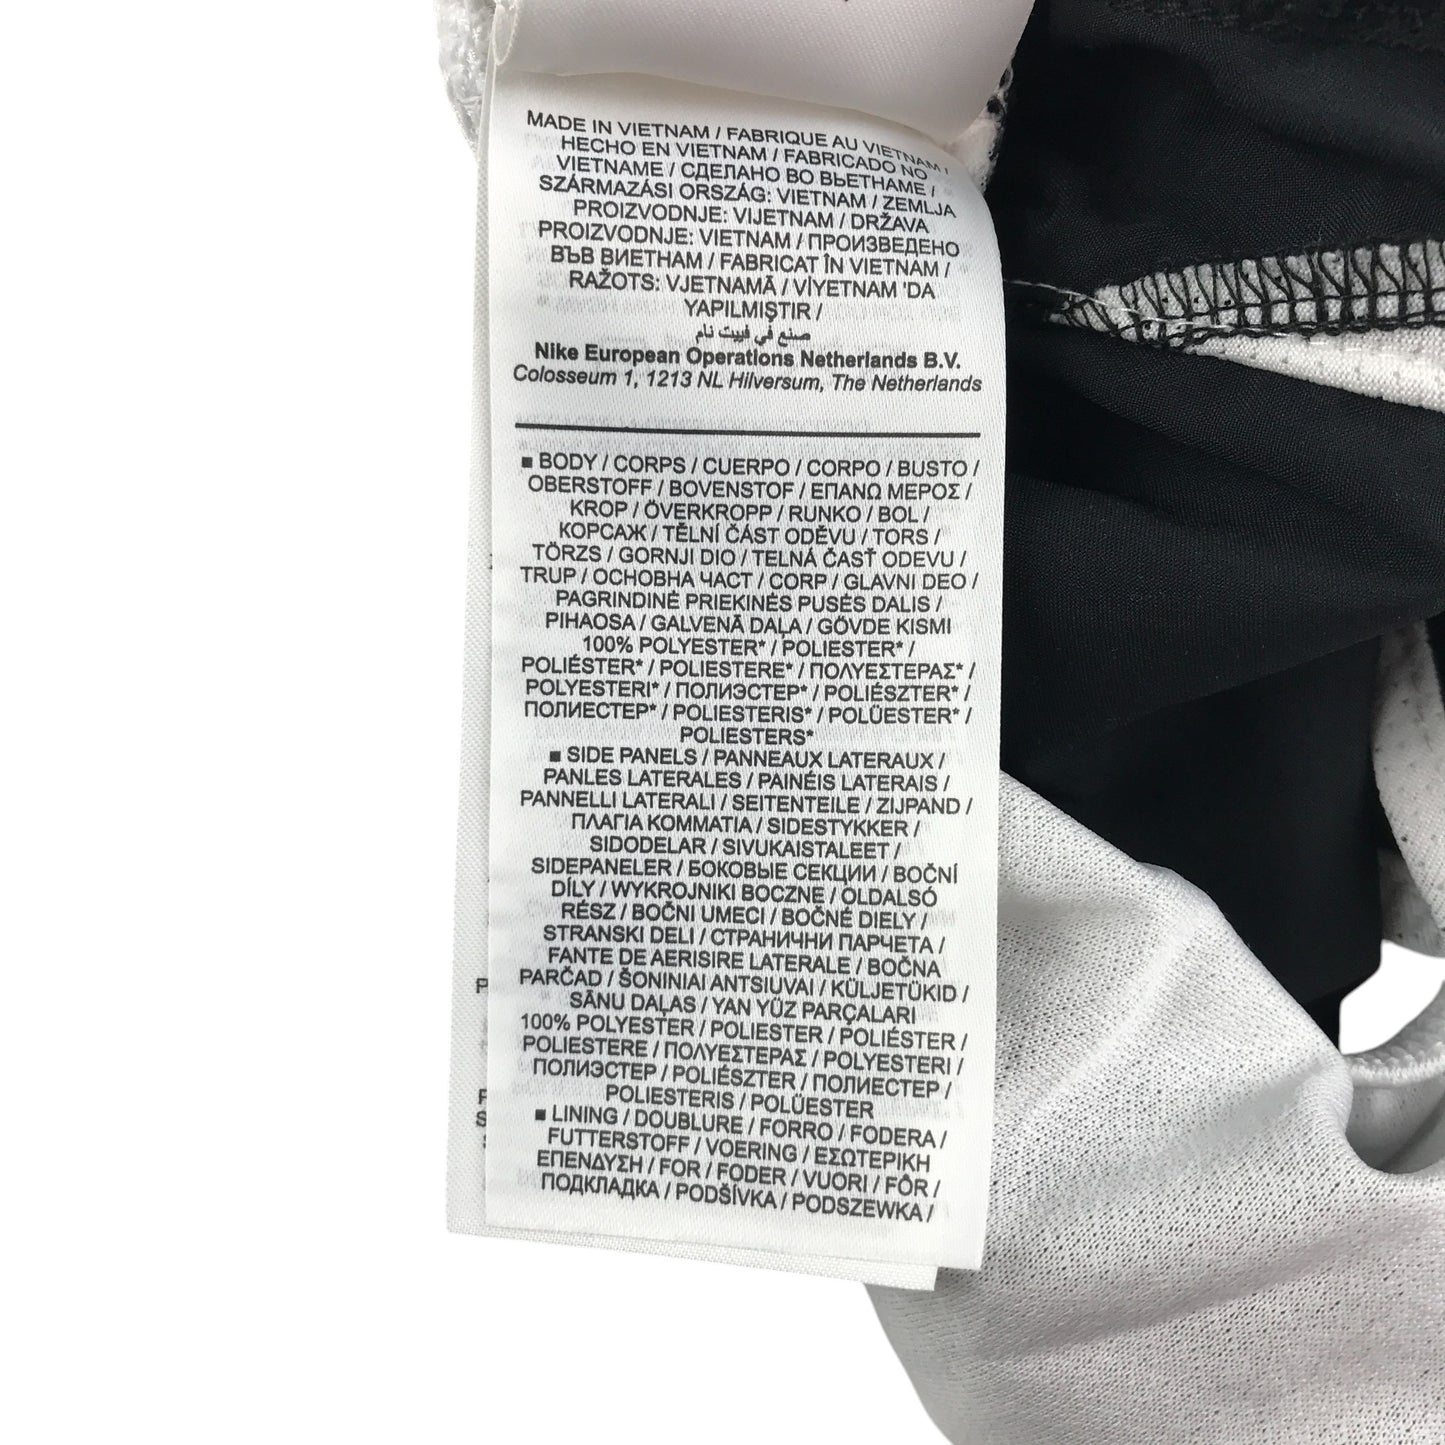 MADE IN VIETNAM / FABRIQUE AU VIETNAM /
HECHO EN VIETNAM / FABRICADO NO
VIETNAME / СДЕЛАНО ВО ВЬЕТНАМЕ /
SZÁRMAZÁSI ORSZÁG: VIETNAM / ZEMLJA
PROIZVODNJE: VIJETNAM / DRŽAVA
PROIZVODNJE: VIETNAM / ПРОИЗВЕДЕНО
ВЪВ ВИЕТНАМ / FABRICAT ÎN VIETNAM /
RAŽOTS: VJETNAMĀ / VİYETNAM 'DA
YAPILMIŞTIR /
صنع في فييت نام
Nike European Operations Netherlands B.V.
Colosseum 1, 1213 NL Hilversum, The Netherlands
■ BODY / CORPS / CUERPO / CORPO / BUSTO /
OBERSTOFF / BOVENSTOF / ΕΠΑΝΩ ΜΕΡΟΣ /
KROP / ÖVERKROPP / RUNKO / BOL /
КОРСАЖ / TĚLNÍ ČÁST ODĚVU / TORS /
TÖRZS / GORNJI DIO / TELNÁ ČASŤ ODEVU /
TRUP / ОСНОВНА ЧАСТ / CORP / GLAVNI DEO /
PAGRINDINĖ PRIEKINĖS PUSĖS DALIS /
PIHAOSA / GALVENĀ DAĻA / GÖVDE KISMI
100% POLYESTER* / POLIESTER* /
POLIÉSTER* / POLIESTERE* / ΠΟΛΥΕΣΤΕΡΑΣ* /
POLYESTERI* / ПОЛИЭСТЕР* / POLIÉSZTER* /
ПОЛИЕСТЕР* / POLIESTERIS* / POLÜESTER* /
POLIESTERS*
■ SIDE PANELS / PANNEAUX LATERAUX /
PANLES LATERALES / PAINÉIS LATERAIS /
PANNELLI LATERALI / SEITENTEILE / ZIJPAND /
ΠΛΑΓΙΑ ΚΟΜΜΑΤΙΑ / SIDESTYKKER /
SIDODELAR / SIVUKAISTALEET /
SIDEPANELER / БОКОВЫЕ СЕКЦИИ / BOČNÍ
DÍLY / WYKROJNIKI BOCZNE / OLDALSÓ
RÉSZ / BOČNI UMECI / BOČNÉ DIELY /
STRANSKI DELI / СТРАНИЧНИ ПАРЧЕТА /
FANTE DE AERISIRE LATERALE / BOČNA
PARČAD / ŠONINIAI ANTSIUVAI / KÜLJETÜKID /
SĀNU DAĻAS / YAN YÜZ PARÇALARI
100% POLYESTER / POLIESTER / POLIÉSTER /
POLIESTERE / ΠΟΛΥΕΣΤΕΡΑΣ / POLYESTERI /
ПОЛИЭСТЕР / POLIÉSZTER / ПОЛИЕСТЕР /
POLIESTERIS / POLÜESTER
■ LINING / DOUBLURE / FORRO / FODERA /
FUTTERSTOFF / VOERING / ΕΣΩΤΕΡΙΚΗ
ΕΠΕΝΔΥΣΗ / FOR / FODER / VUORI / FÔR /
ПОДКЛАДКА / PODŠÍVKA / PODSZEWKA /